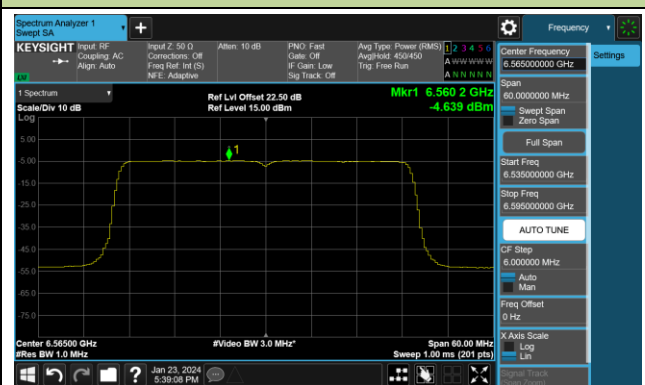 Spectrum Analyzer 1
Swept SA
+
Frequency
KEYSIGHT
Input: RF
Coupling: AC
Align: Auto
Input Z: 50 Ω
Corrections: Off
Freq Ref: Int (S)
NFE: Adaptive
Atten: 10 dB
PNO: Fast
Gate: Off
IF Gain: Low
Sig Track: Off
Avg Type: Power (RMS)
Avg|Hold: 450/450
Trig: Free Run
1 2 3 4 5 6
A W W W W W
A N N N N N
1 Spectrum
Scale/Div 10 dB
Log
Ref Lvl Offset 22.50 dB
Ref Level 15.00 dBm
Mkr1 6.560 2 GHz
-4.639 dBm
5.00
-5.00
-15.0
-25.0
-35.0
-45.0
-55.0
-65.0
-75.0
1
Center 6.56500 GHz
#Res BW 1.0 MHz
#Video BW 3.0 MHz*
Span 60.00 MHz
Sweep 1.00 ms (201 pts)
Center Frequency
6.565000000 GHz
Settings
Span
60.0000000 MHz
Swept Span
Zero Span
Full Span
Start Freq
6.535000000 GHz
Stop Freq
6.595000000 GHz
AUTO TUNE
CF Step
6.000000 MHz
Auto
Man
Freq Offset
0 Hz
X Axis Scale
Log
Lin
Signal Track
(Span Zoom)
?
Jan 23, 2024
5:39:08 PM